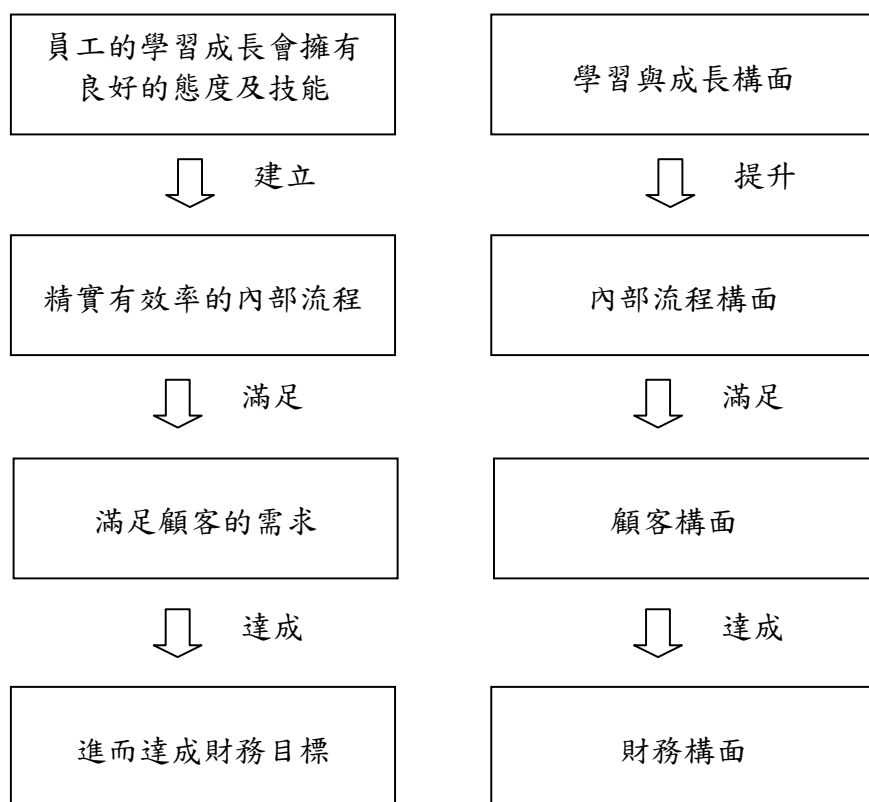 員工的學習成長會擁有
良好的態度及技能
建立
精實有效率的內部流程
滿足
滿足顧客的需求
達成
進而達成財務目標
學習與成長構面
提升
內部流程構面
滿足
顧客構面
達成
財務構面